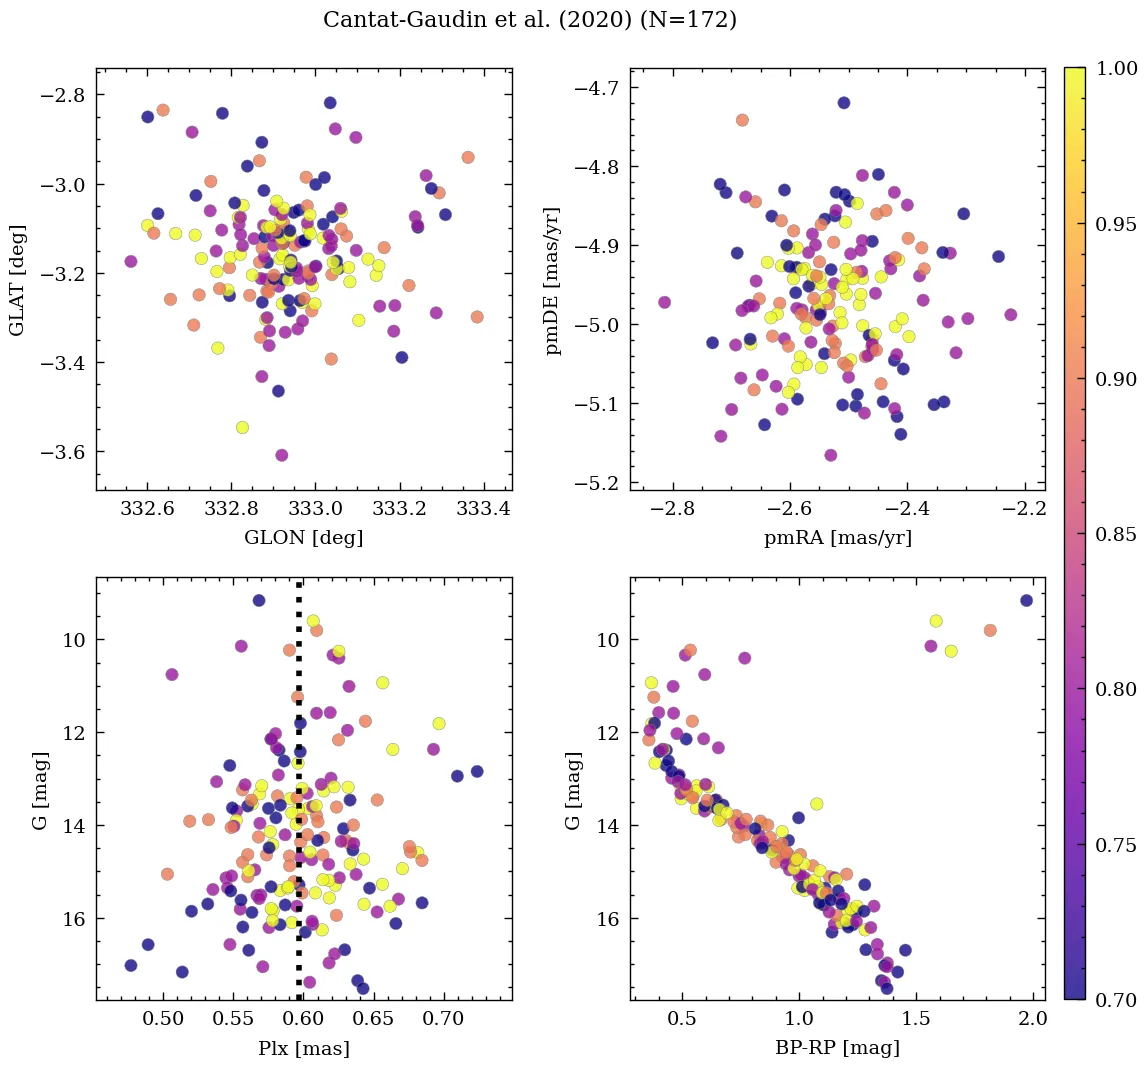 Cantat-Gaudin et al. (2020) (N=172)
−2.8
−3.0
−3.2
−3.4
−3.6
GLAT [deg]
332.6 332.8 333.0 333.2 333.4
GLON [deg]
−4.7
−4.8
−4.9
−5.0
−5.1
−5.2
pmDE [mas/yr]
−2.8 −2.6 −2.4 −2.2
pmRA [mas/yr]
10
12
14
16
G [mag]
0.50 0.55 0.60 0.65 0.70
Plx [mas]
10
12
14
16
G [mag]
0.5 1.0 1.5 2.0
BP-RP [mag]
1.00
0.95
0.90
0.85
0.80
0.75
0.70